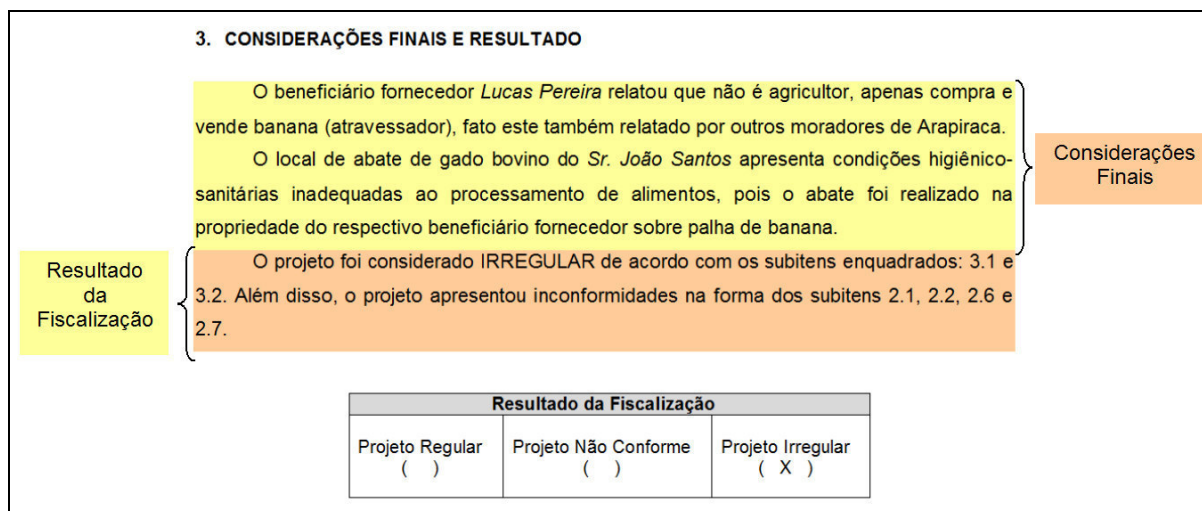 3. CONSIDERAÇÕES FINAIS E RESULTADO
O beneficiário fornecedor Lucas Pereira relatou que não é agricultor, apenas compra e
vende banana (atravessador), fato este também relatado por outros moradores de Arapiraca.
O local de abate de gado bovino do Sr. João Santos apresenta condições higiênico-
sanitárias inadequadas ao processamento de alimentos, pois o abate foi realizado na
propriedade do respectivo beneficiário fornecedor sobre palha de banana.
Considerações
Finais
O projeto foi considerado IRREGULAR de acordo com os subitens enquadrados: 3.1 e
3.2. Além disso, o projeto apresentou inconformidades na forma dos subitens 2.1, 2.2, 2.6 e
2.7.
Resultado
da
Fiscalização
Resultado da Fiscalização
Projeto Regular
( )
Projeto Não Conforme
( )
Projeto Irregular
( X )